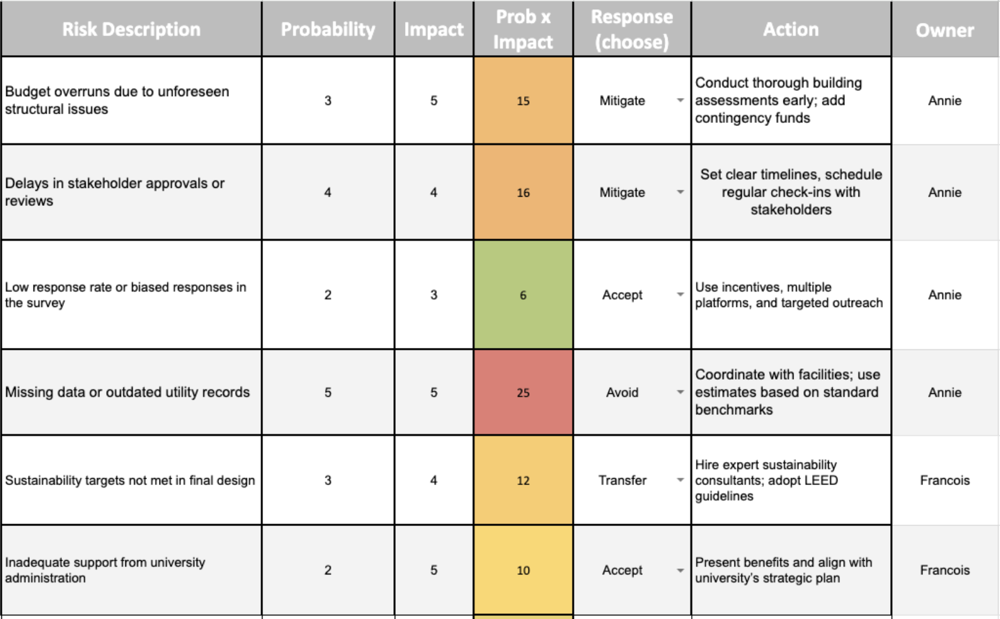 Risk Description Probability Impact Prob x Impact Response (choose) Action Owner
Budget overruns due to unforeseen
structural issues
3
5
15
Mitigate
Conduct thorough building
assessments early; add
contingency funds
Annie
Delays in stakeholder approvals or
reviews
4
4
16
Mitigate
Set clear timelines, schedule
regular check-ins with
stakeholders
Annie
Low response rate or biased responses in
the survey
2
3
6
Accept
Use incentives, multiple
platforms, and targeted outreach
Annie
Missing data or outdated utility records
5
5
25
Avoid
Coordinate with facilities; use
estimates based on standard
benchmarks
Annie
Sustainability targets not met in final design
3
4
12
Transfer
Hire expert sustainability
consultants; adopt LEED
guidelines
Francois
Inadequate support from university
administration
2
5
10
Accept
Present benefits and align with
university's strategic plan
Francois